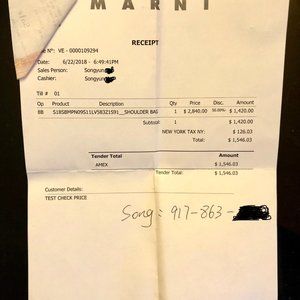 MARNI
RECEIPT
e N°: VE - 0000109294
Date: 6/22/2018 - 6:49:41PM
Sales Person: Songyun
Cashier: Songyun
Till # 01
Op Product Description Qty Price Disc. Amount
BB SHOULDER BAG 1 $ 2,840.00 50.00% $ 1,420.00
Subtotal: 1 $ 1,420.00
NEW YORK TAX NY: $ 126.03
Total: $ 1,546.03
Tender Total Amount
AMEX $ 1,546.03
Tender Total: $ 1,546.03
Customer Details:
TEST CHECK PRICE
Song: 917-863-